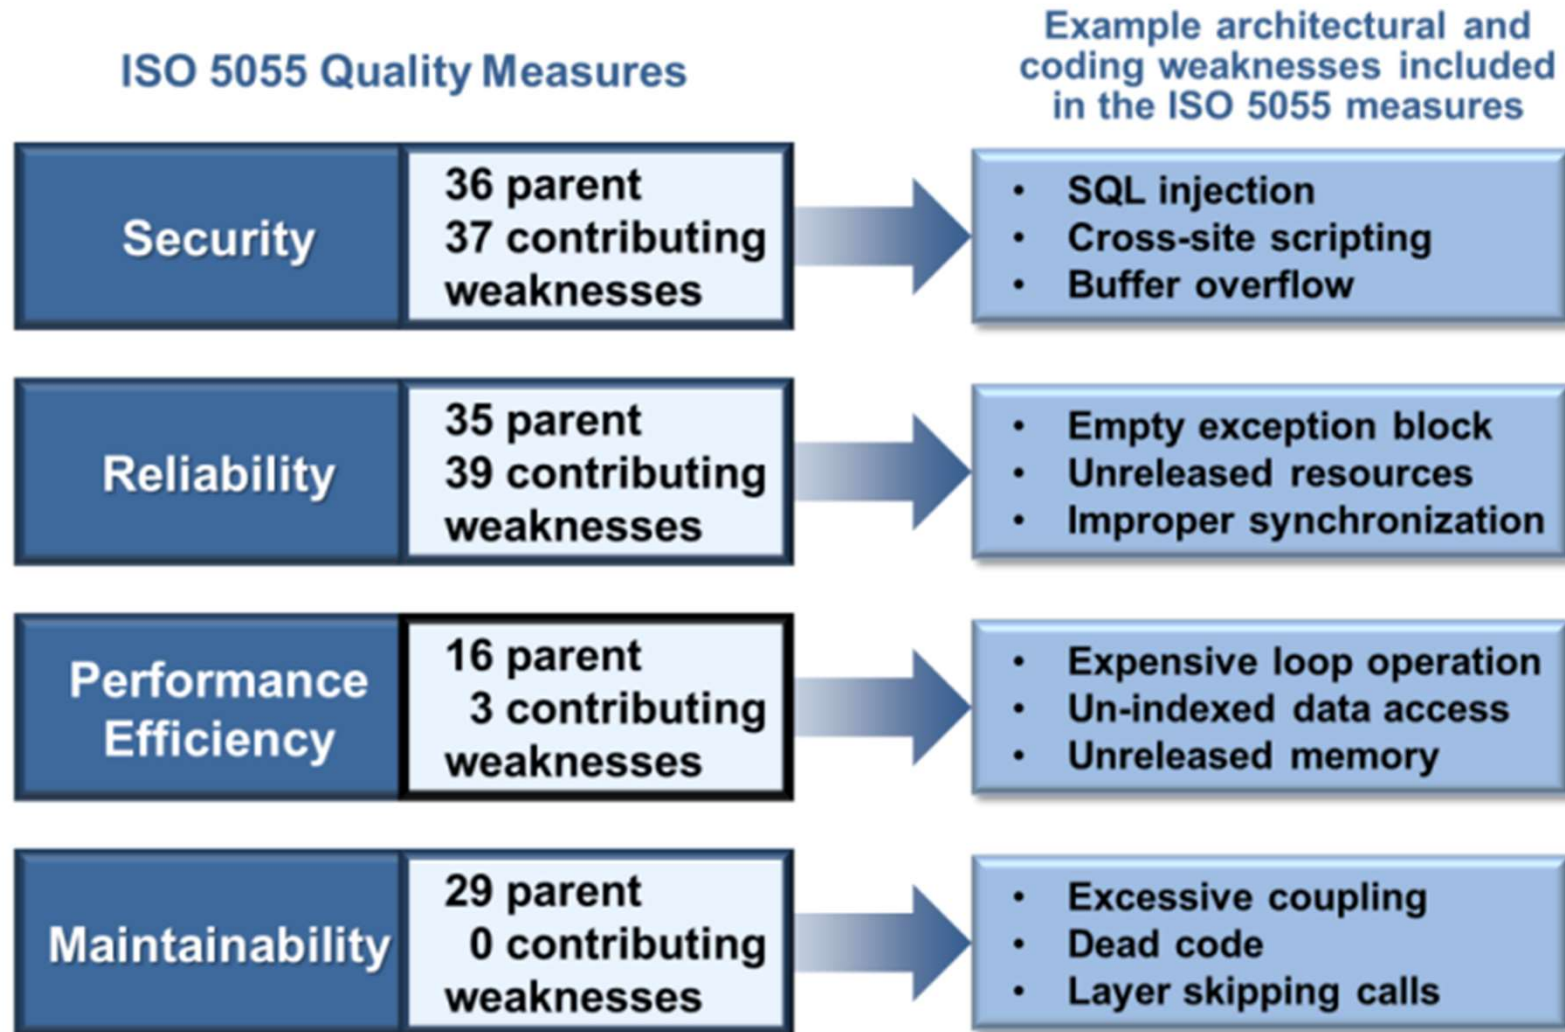 ISO 5055 Quality Measures
Example architectural and
coding weaknesses included
in the ISO 5055 measures
Security
36 parent
37 contributing
weaknesses
• SQL injection
• Cross-site scripting
• Buffer overflow
Reliability
35 parent
39 contributing
weaknesses
• Empty exception block
• Unreleased resources
• Improper synchronization
Performance
Efficiency
16 parent
3 contributing
weaknesses
• Expensive loop operation
• Un-indexed data access
• Unreleased memory
Maintainability
29 parent
0 contributing
weaknesses
• Excessive coupling
• Dead code
• Layer skipping calls